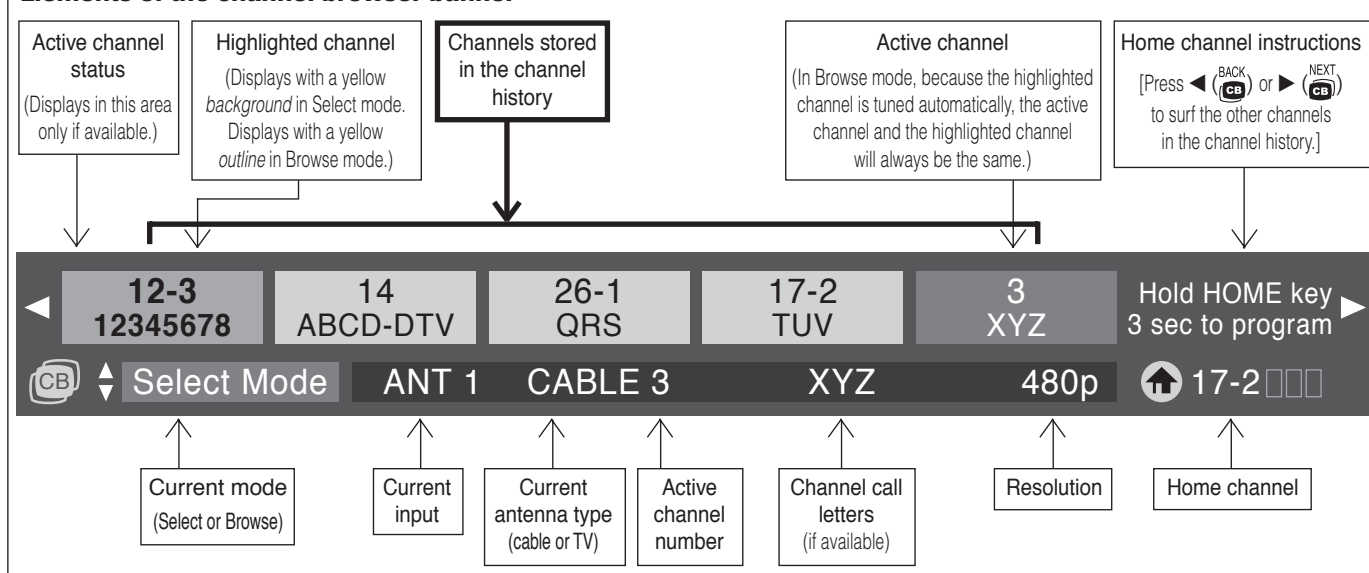 Elements of the channel browser banner
Active channel
status
(Displays in this area
only if available.)
Highlighted channel
(Displays with a yellow
background in Select mode.
Displays with a yellow
outline in Browse mode.)
Channels stored
in the channel
history
Active channel
(In Browse mode, because the highlighted
channel is tuned automatically, the active
channel and the highlighted channel
will always be the same.)
Home channel instructions
[Press ◀ (BACK CB) or ▶ (NEXT CB)
to surf the other channels
in the channel history.]
12-3
12345678
14
ABCD-DTV
26-1
QRS
17-2
TUV
3
XYZ
Hold HOME key
3 sec to program
CB Select Mode ANT 1 CABLE 3 XYZ 480p 17-2
Current mode
(Select or Browse)
Current
input
Current
antenna type
(cable or TV)
Active
channel
number
Channel call
letters
(if available)
Resolution
Home channel